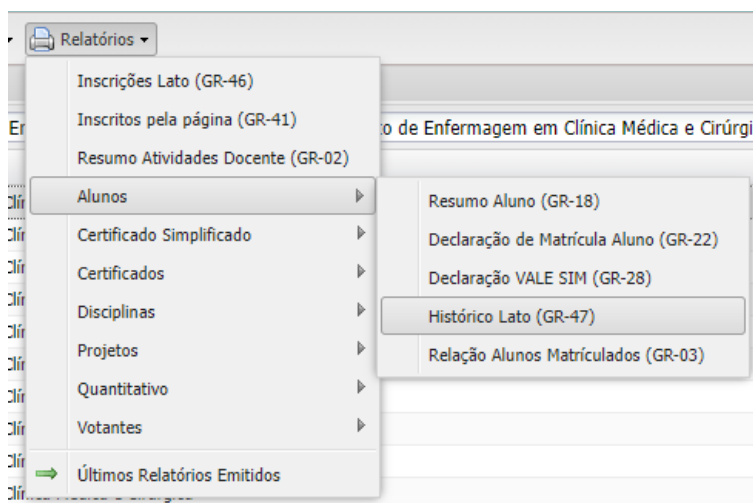 Relatórios
Inscrições Lato (GR-46)
Inscritos pela página (GR-41)
Resumo Atividades Docente (GR-02)
de Enfermagem em Clínica Médica e
Alunos
Certificado Simplificado
Certificados
Disciplinas
Projetos
Quantitativo
Votantes
Últimos Relatórios Emitidos
Resumo Aluno (GR-18)
Declaração de Matrícula Aluno (GR-22)
Declaração VALE SIM (GR-28)
Histórico Lato (GR-47)
Relação Alunos Matrículados (GR-03)